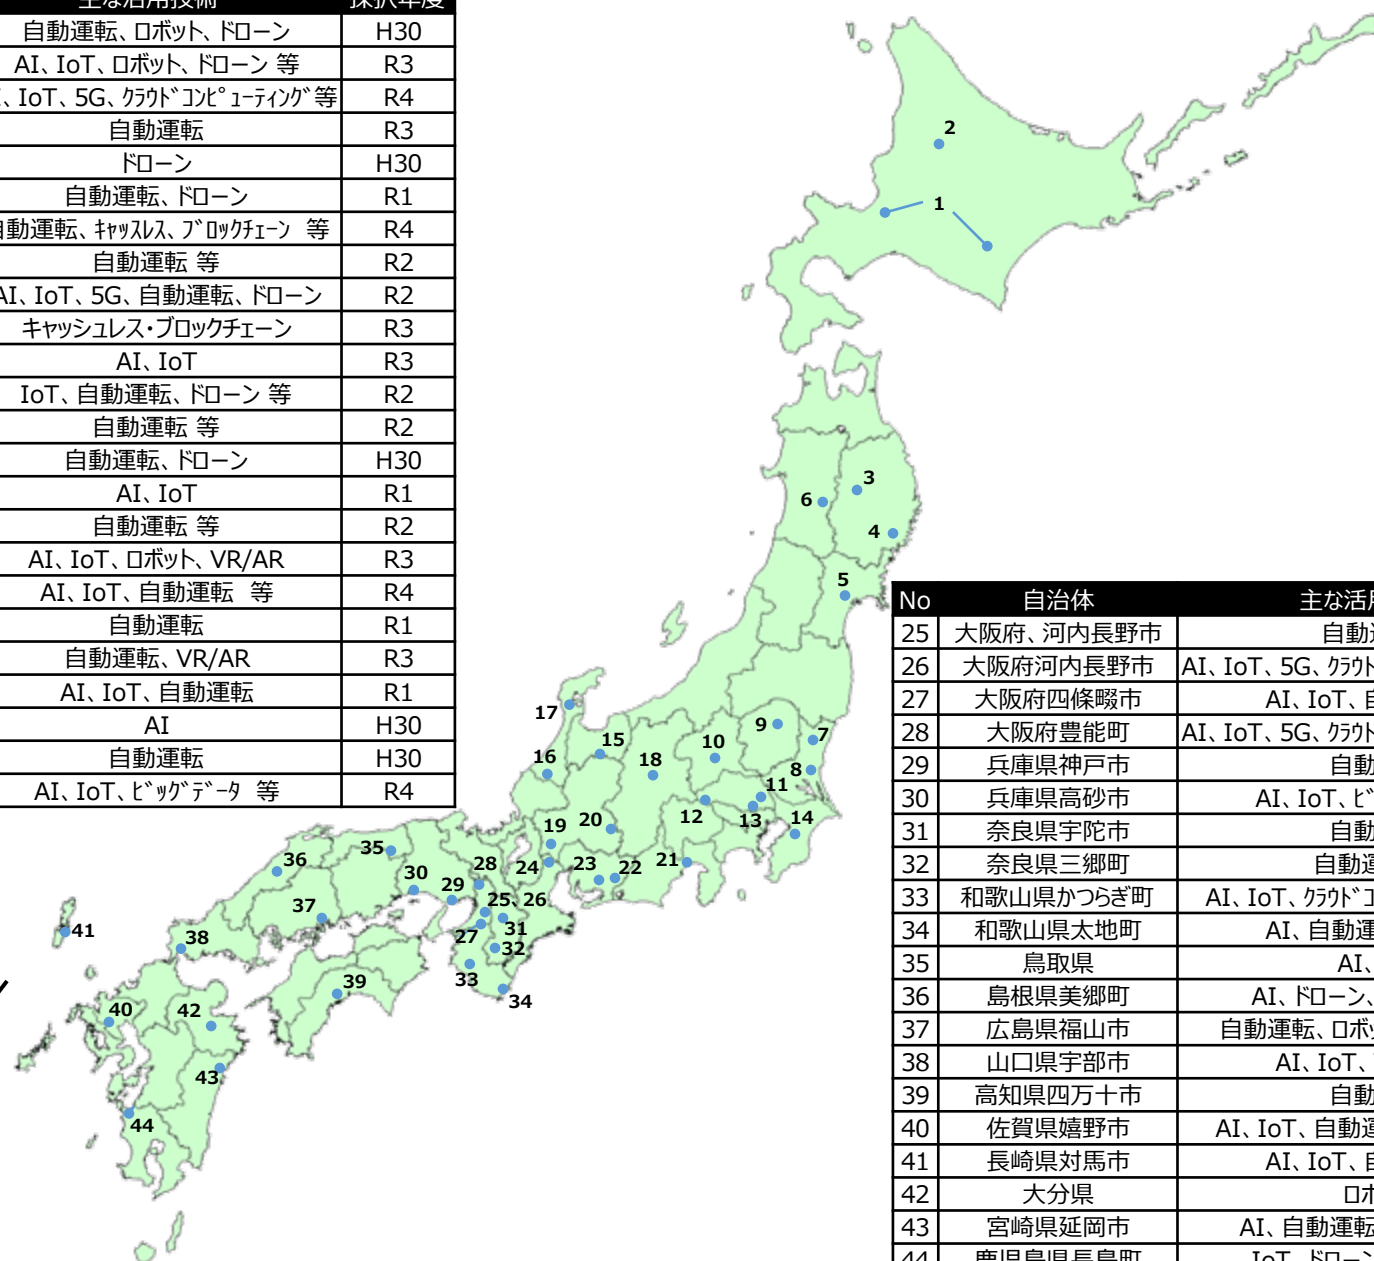 主な活用技術 採択年度
自動運転、ロボット、ドローン H30
AI、IoT、ロボット、ドローン 等 R3
、IoT、5G、ｸﾗｳﾄﾞｺﾝﾋﾟｭｰﾃｨﾝｸﾞ等 R4
自動運転 R3
ドローン H30
自動運転、ドローン R1
自動運転、ｷｬｯｽﾚｽ、ﾌﾞﾛｯｸﾁｪｰﾝ 等 R4
自動運転 等 R2
AI、IoT、5G、自動運転、ドローン R2
キャッシュレス・ブロックチェーン R3
AI、IoT R3
IoT、自動運転、ドローン 等 R2
自動運転 等 R2
自動運転、ドローン H30
AI、IoT R1
自動運転 等 R2
AI、IoT、ロボット、VR/AR R3
AI、IoT、自動運転 等 R4
自動運転 R1
自動運転、VR/AR R3
AI、IoT、自動運転 R1
AI H30
自動運転 H30
AI、IoT、ﾋﾞｯｸﾞﾃﾞｰﾀ 等 R4
2
1
3
6
4
5
17
9
7
15
10
16
18
8
11
12
13
14
19
20
36
35
28
24
23
22
21
30
29
25、26
37
27
31
41
38
32
33
39
34
40
42
43
44
No 自治体 主な活
25 大阪府、河内長野市 自動
26 大阪府河内長野市 AI、IoT、5G、ｸﾗｳﾄ
27 大阪府四條畷市 AI、IoT、
28 大阪府豊能町 AI、IoT、5G、ｸﾗｳﾄ
29 兵庫県神戸市 自動
30 兵庫県高砂市 AI、IoT、ﾋﾞ
31 奈良県宇陀市 自動
32 奈良県三郷町 自動運
33 和歌山県かつらぎ町 AI、IoT、ｸﾗｳﾄﾞｺ
34 和歌山県太地町 AI、自動運
35 鳥取県 AI、
36 島根県美郷町 AI、ドローン、
37 広島県福山市 自動運転、ロボ
38 山口県宇部市 AI、IoT、
39 高知県四万十市 自動
40 佐賀県嬉野市 AI、IoT、自動運
41 長崎県対馬市 AI、IoT、
42 大分県 ロボ
43 宮崎県延岡市 AI、自動運転
44 鹿児島県長島町 IoT、ドローン